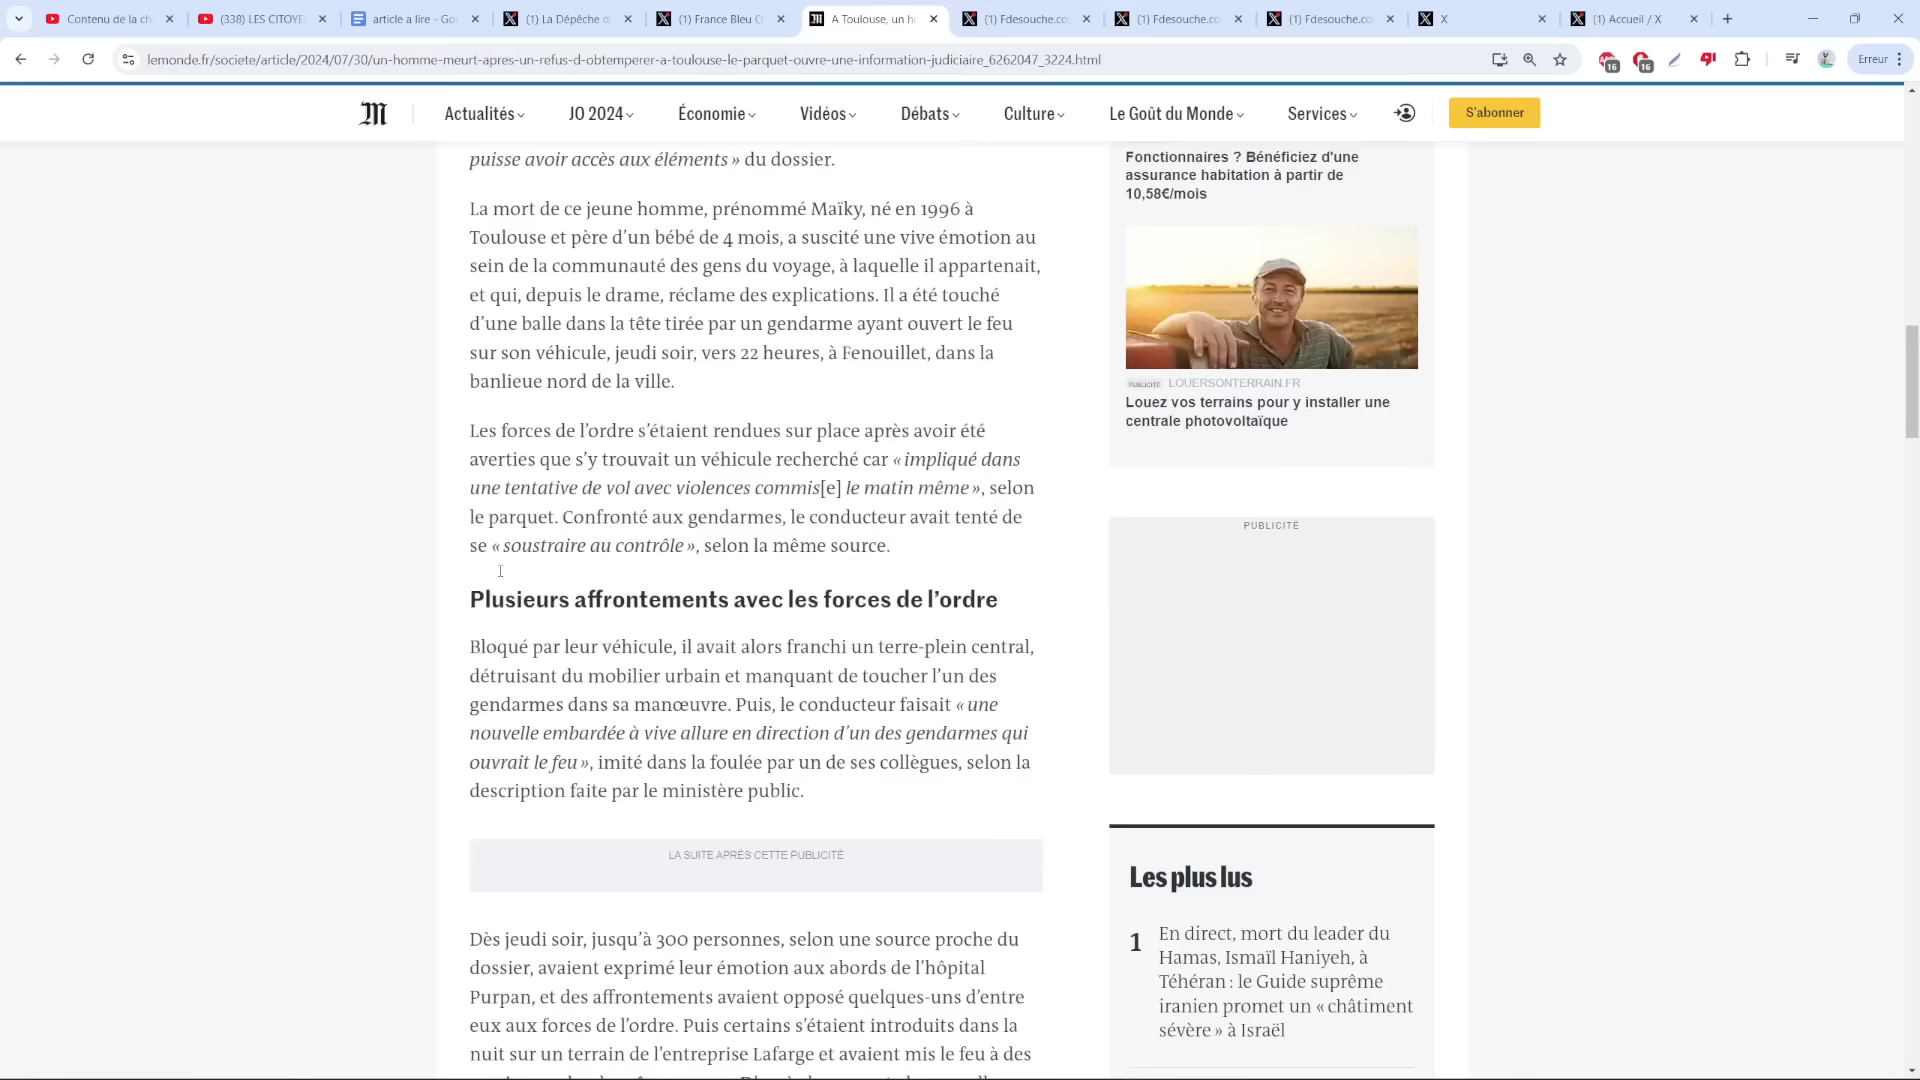 Contenu de la ch
(338) LES CITOYE
article a lire - Goo
(1) La Dépêche d
(1) France Bleu O
A Toulouse, un ho
(1) Fdesouche.co
(1) Fdesouche.co
(1) Fdesouche.co
X
(1) Accueil / X
lemonde.fr/societe/article/2024/07/30/un-homme-meurt-apres-un-refus-d-obtemperer-a-toulouse-le-parquet-ouvre-une-information-judiciaire_6262047_3224.html
16
16
Erreur
M
Actualités
JO 2024
Économie
Vidéos
Débats
Culture
Le Goût du Monde
Services
S'abonner
puisse avoir accès aux éléments » du dossier.
La mort de ce jeune homme, prénommé Maïky, né en 1996 à
Toulouse et père d’un bébé de 4 mois, a suscité une vive émotion au
sein de la communauté des gens du voyage, à laquelle il appartenait,
et qui, depuis le drame, réclame des explications. Il a été touché
d’une balle dans la tête tirée par un gendarme ayant ouvert le feu
sur son véhicule, jeudi soir, vers 22 heures, à Fenouillet, dans la
banlieue nord de la ville.
Les forces de l’ordre s’étaient rendues sur place après avoir été
averties que s’y trouvait un véhicule recherché car « impliqué dans
une tentative de vol avec violences commis[e] le matin même », selon
le parquet. Confronté aux gendarmes, le conducteur avait tenté de
se « soustraire au contrôle », selon la même source.
Plusieurs affrontements avec les forces de l’ordre
Bloqué par leur véhicule, il avait alors franchi un terre-plein central,
détruisant du mobilier urbain et manquant de toucher l’un des
gendarmes dans sa manœuvre. Puis, le conducteur faisait « une
nouvelle embardée à vive allure en direction d’un des gendarmes qui
ouvrait le feu », imité dans la foulée par un de ses collègues, selon la
description faite par le ministère public.
LA SUITE APRÈS CETTE PUBLICITÉ
Dès jeudi soir, jusqu’à 300 personnes, selon une source proche du
dossier, avaient exprimé leur émotion aux abords de l’hôpital
Purpan, et des affrontements avaient opposé quelques-uns d’entre
eux aux forces de l’ordre. Puis certains s’étaient introduits dans la
nuit sur un terrain de l’entreprise Lafarge et avaient mis le feu à des
Fonctionnaires ? Bénéficiez d'une
assurance habitation à partir de
10,58€/mois
PUBLICITÉ LOUERSONTERRAIN.FR
Louez vos terrains pour y installer une
centrale photovoltaïque
PUBLICITÉ
Les plus lus
1
En direct, mort du leader du
Hamas, Ismaïl Haniyeh, à
Téhéran : le Guide suprême
iranien promet un « châtiment
sévère » à Israël